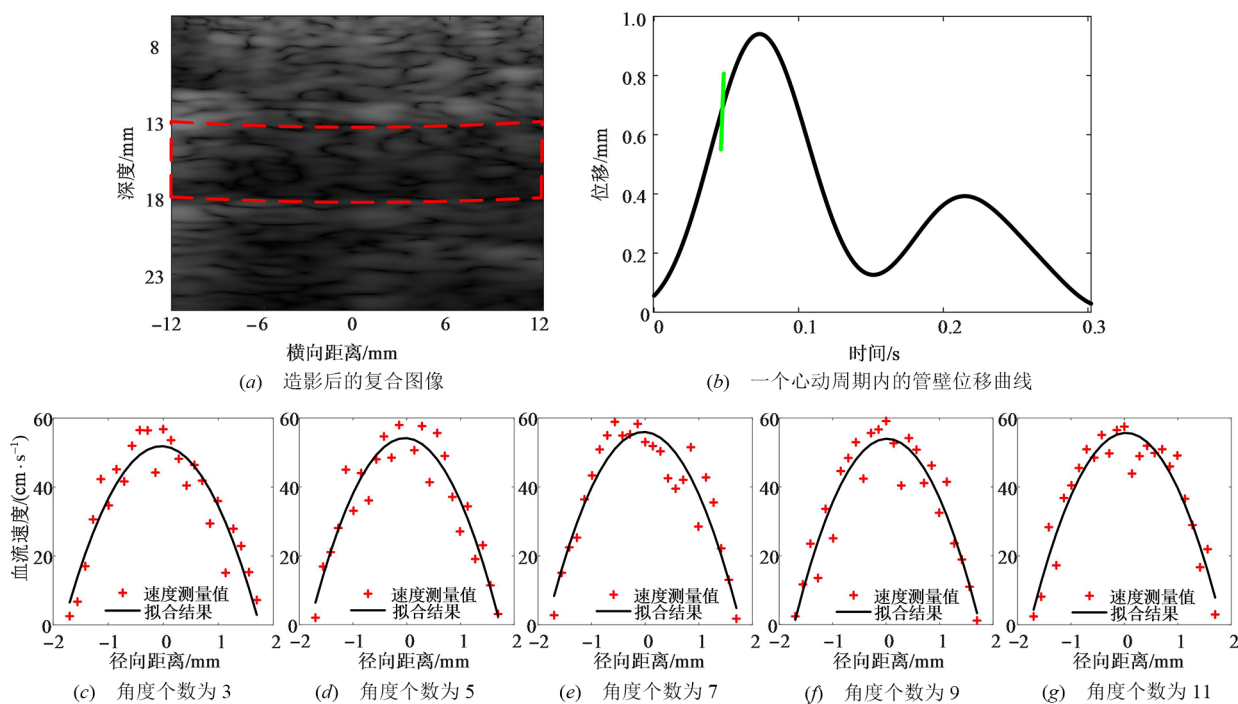 8
13
18
23
深度/mm
−12
−6
0
6
12
横向距离/mm
(a) 造影后的复合图像
1.0
0.8
0.6
0.4
0.2
0
位移/mm
0
0.1
0.2
0.3
时间/s
(b) 一个心动周期内的管壁位移曲线
60
40
20
0
血流速度/(cm·s⁻¹)
速度测量值
拟合结果
−2
−1
0
1
2
径向距离/mm
(c) 角度个数为 3
60
40
20
0
速度测量值
拟合结果
−2
−1
0
1
2
径向距离/mm
(d) 角度个数为 5
60
40
20
0
速度测量值
拟合结果
−2
−1
0
1
2
径向距离/mm
(e) 角度个数为 7
60
40
20
0
速度测量值
拟合结果
−2
−1
0
1
2
径向距离/mm
(f) 角度个数为 9
60
40
20
0
速度测量值
拟合结果
−2
−1
0
1
2
径向距离/mm
(g) 角度个数为 11